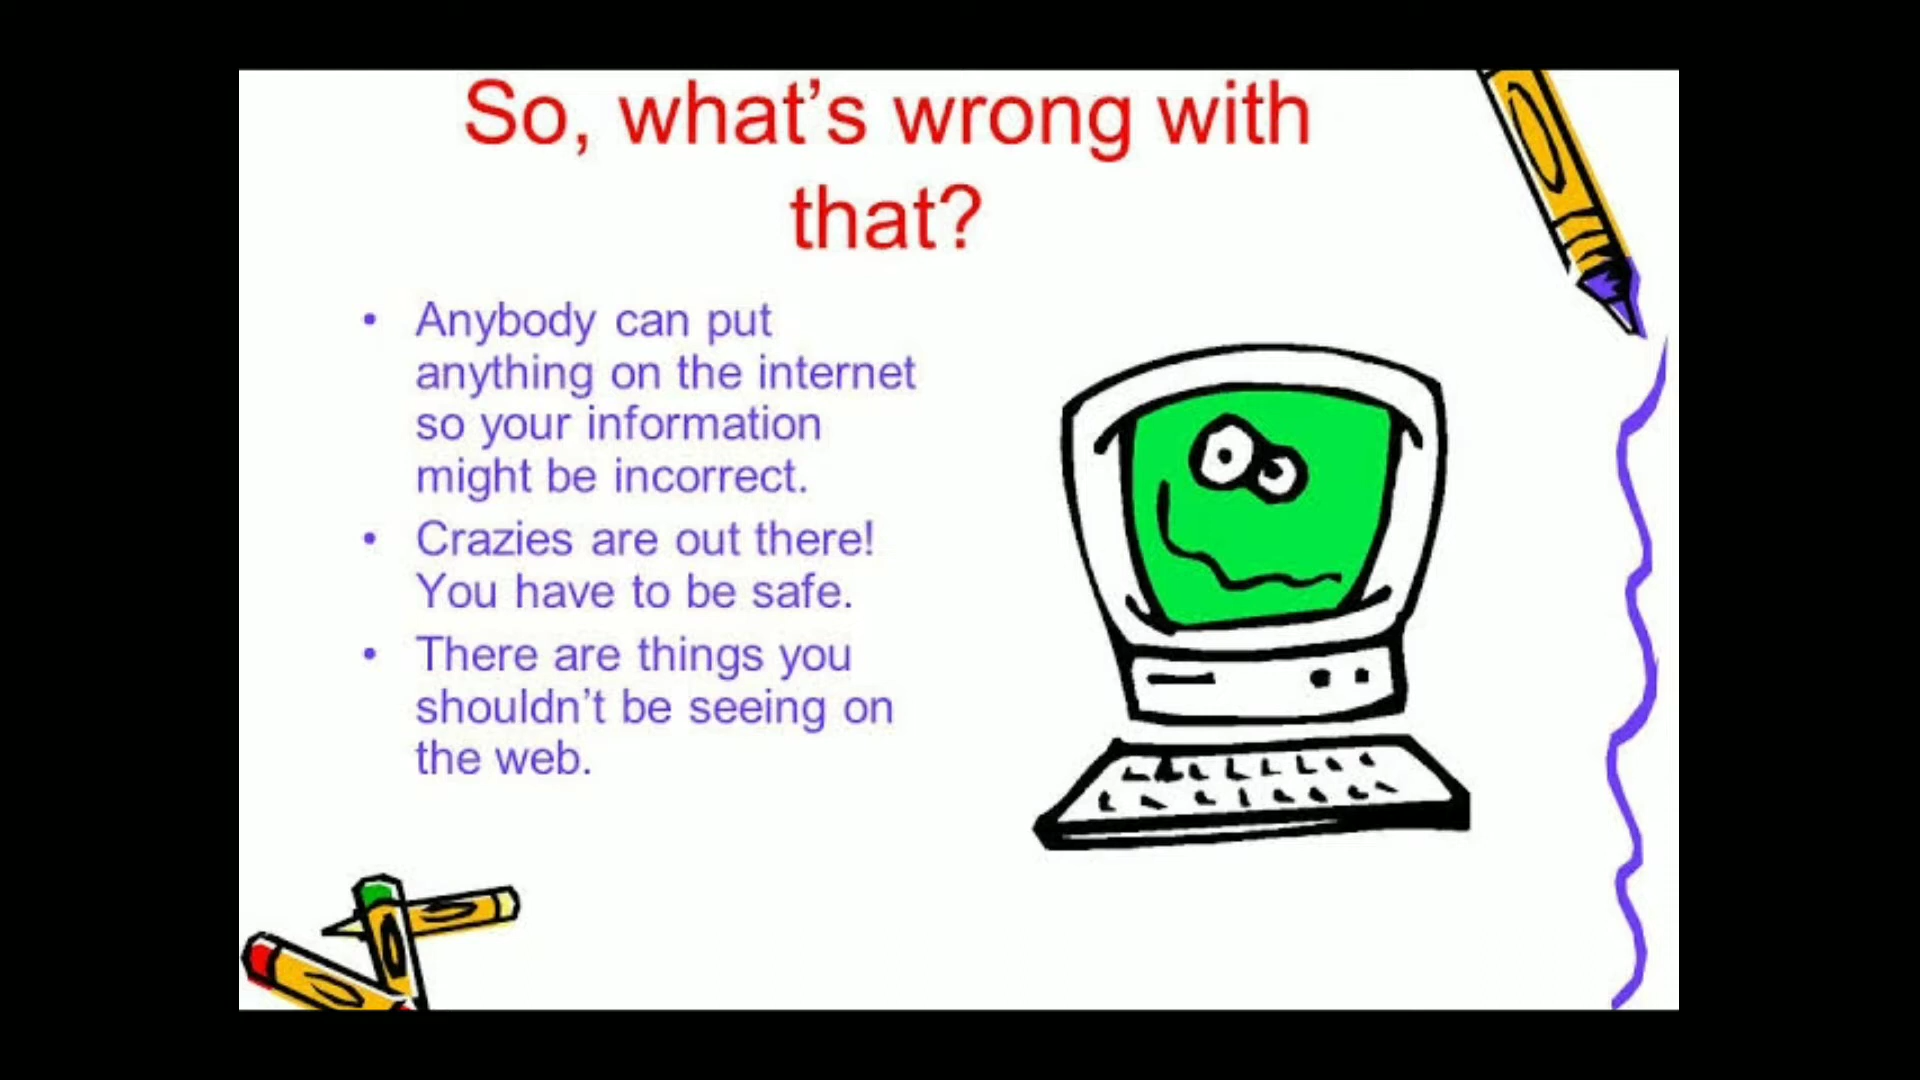 So, what’s wrong with
that?
• Anybody can put
anything on the internet
so your information
might be incorrect.
• Crazies are out there!
You have to be safe.
• There are things you
shouldn’t be seeing on
the web.